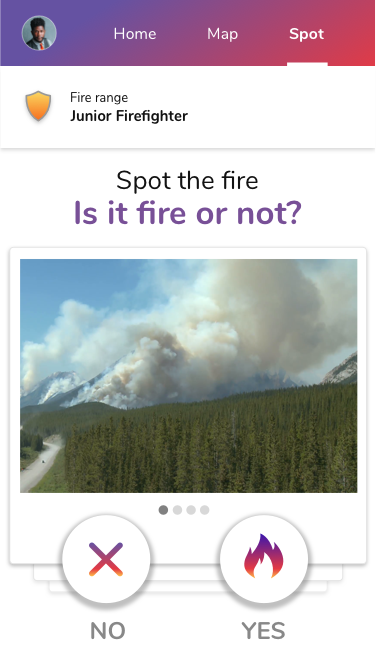 Home Map Spot
Fire range
Junior Firefighter
Spot the fire
Is it fire or not?
NO YES